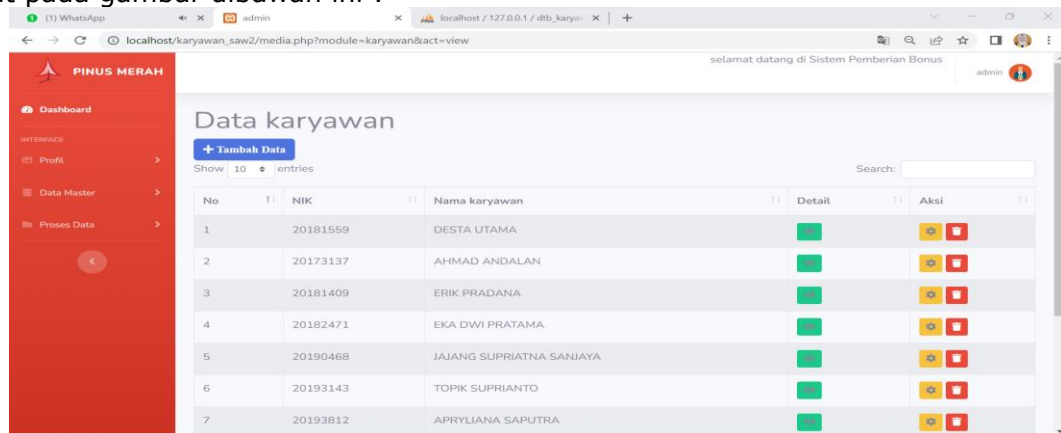 (1) WhatsApp
admin
localhost / 127.0.0.1 / dtb_karyaw
localhost/karyawan_saw2/media.php?module=karyawan&act=view
PINUS MERAH
selamat datang di Sistem Pemberian Bonus
admin
Dashboard
INTERFACE
Profil
Data Master
Proses Data
Data karyawan
+ Tambah Data
Show 10 entries
Search:
No NIK Nama karyawan Detail Aksi
1 20181559 DESTA UTAMA
2 20173137 AHMAD ANDALAN
3 20181409 ERIK PRADANA
4 20182471 EKA DWI PRATAMA
5 20190468 JAJANG SUPRIATNA SANJAYA
6 20193143 TOPIK SUPRIANTO
7 20193812 APRYLIANA SAPUTRA